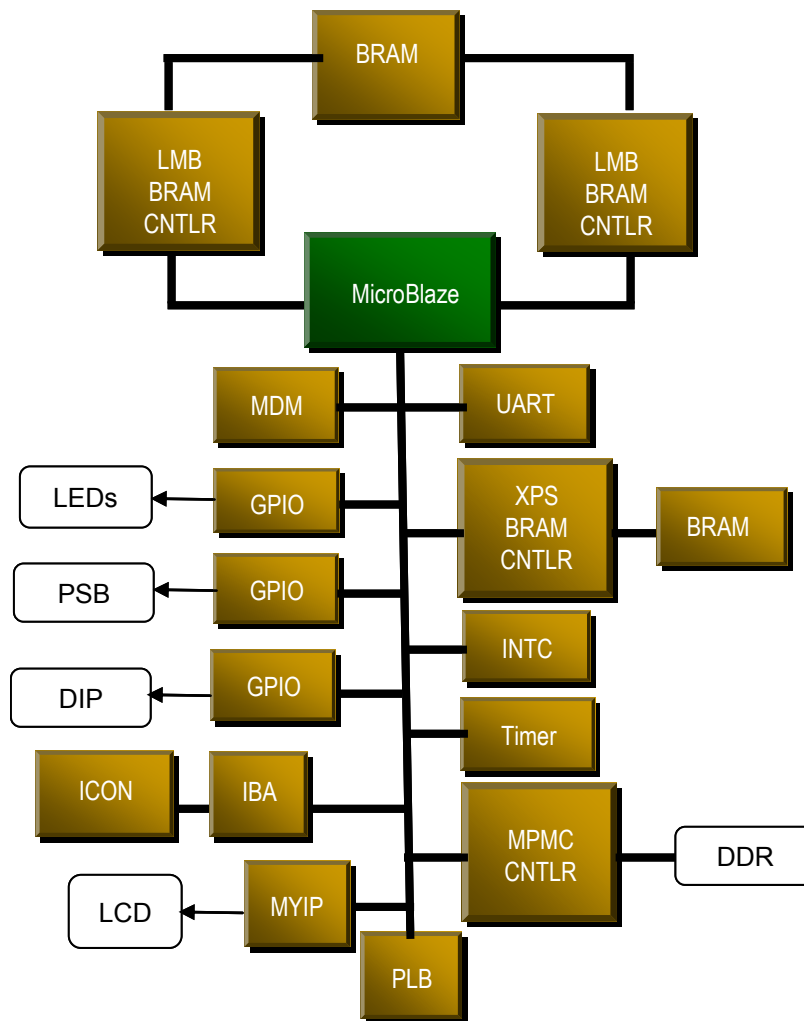 BRAM
LMB
BRAM
CNTLR
LMB
BRAM
CNTLR
MicroBlaze
MDM
UART
LEDs
GPIO
XPS
BRAM
CNTLR
BRAM
PSB
GPIO
INTC
DIP
GPIO
Timer
ICON
IBA
MPMC
CNTLR
DDR
LCD
MYIP
PLB